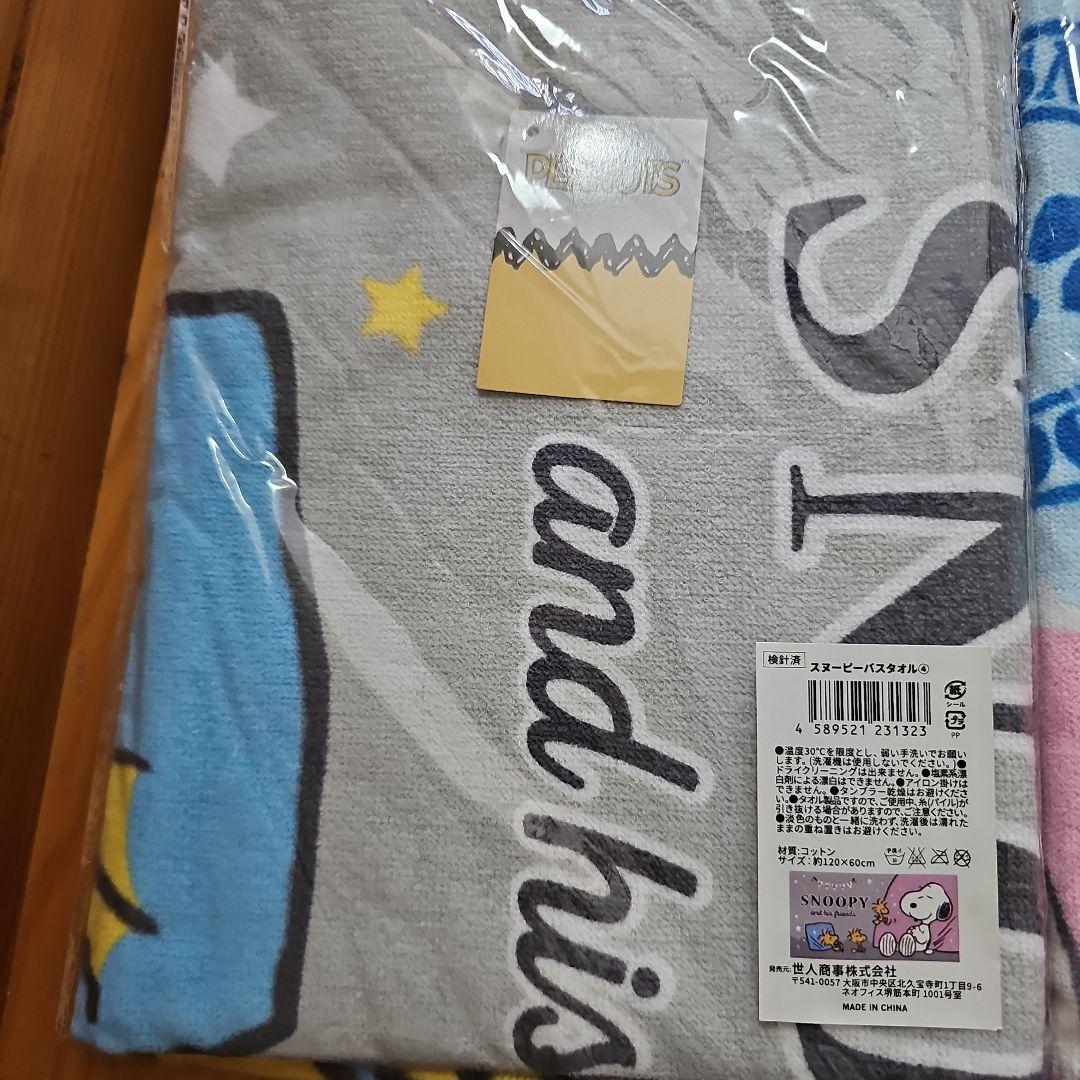 PEANUTS
S
N
and his
検針済 スヌーピーバスタオル④
4 589521 231323
紙
シール
プラ
PP
●温度30℃を限度とし、弱い手洗いでお願い
します。(洗濯機は使用しないでください。)●
ドライクリーニングは出来ません。●塩素系漂
白剤による漂白はできません。●アイロン掛けは
できません。●タンブラー乾燥はお避けくださ
い。●タオル製品ですので、ご使用中、糸(パイル)が
引き抜ける場合がありますので、ご注意ください。
●淡色のものと一緒に洗わず、洗濯後は濡れた
ままの重ね置きはお避けください。
材質:コットン
サイズ:約120×60cm
手洗イ
30
SNOOPY
and his friends
発売元:世人商事株式会社
〒541-0057 大阪市中央区北久宝寺町1丁目9-6
ネオフィス堺筋本町 1001号室
MADE IN CHINA